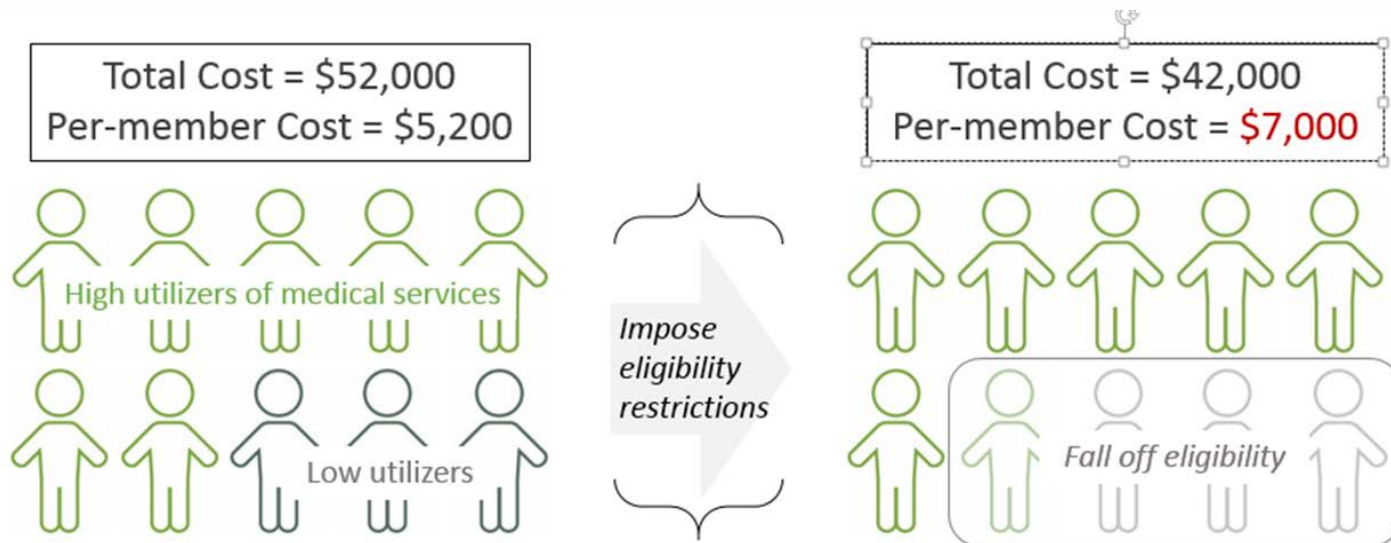 Total Cost = $52,000
Per-member Cost = $5,200
Total Cost = $42,000
Per-member Cost = $7,000
High utilizers of medical services
Low utilizers
Impose
eligibility
restrictions
Fall off eligibility